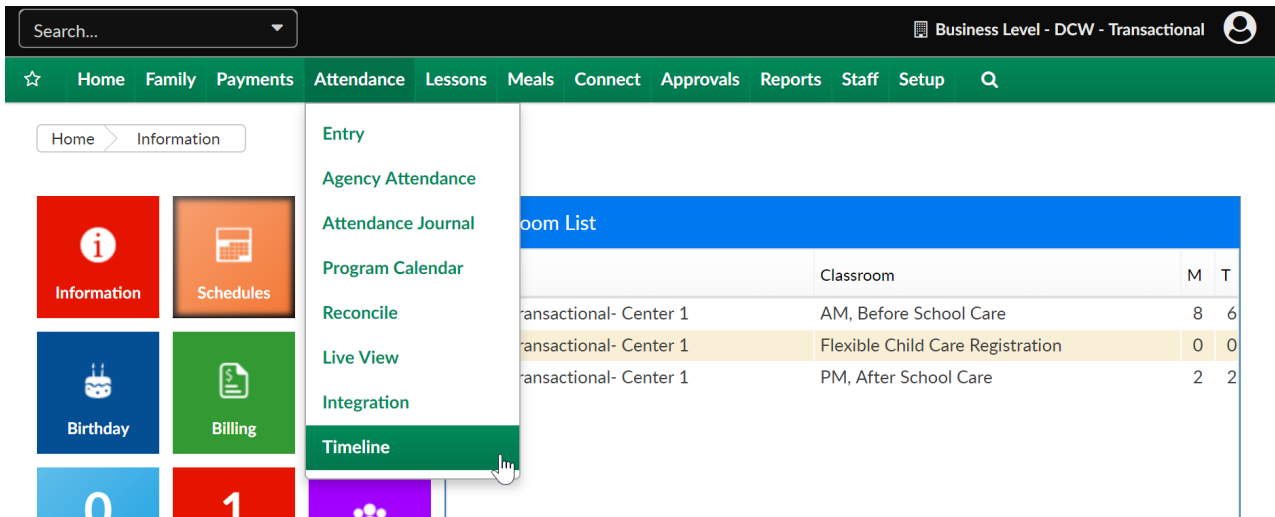 Search...
Business Level - DCW - Transactional
Home Family Payments Attendance Lessons Meals Connect Approvals Reports Staff Setup
Home Information
Entry
Agency Attendance
Attendance Journal
Program Calendar
Reconcile
Live View
Integration
Timeline
Information
Schedules
Birthday
Billing
0
1
oom List
Classroom M T
ransactional- Center 1 AM, Before School Care 8 6
ransactional- Center 1 Flexible Child Care Registration 0 0
ransactional- Center 1 PM, After School Care 2 2